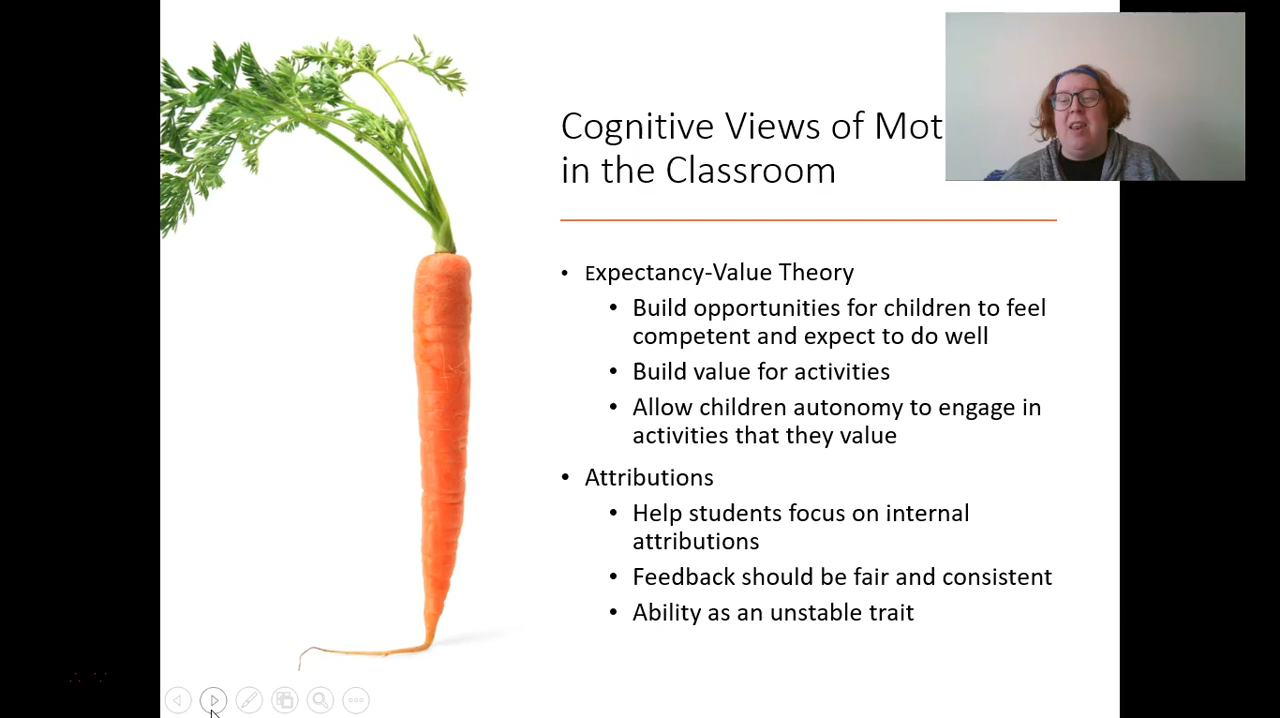 Cognitive Views of Mot
in the Classroom
• Expectancy-Value Theory
• Build opportunities for children to feel
competent and expect to do well
• Build value for activities
• Allow children autonomy to engage in
activities that they value
• Attributions
• Help students focus on internal
attributions
• Feedback should be fair and consistent
• Ability as an unstable trait